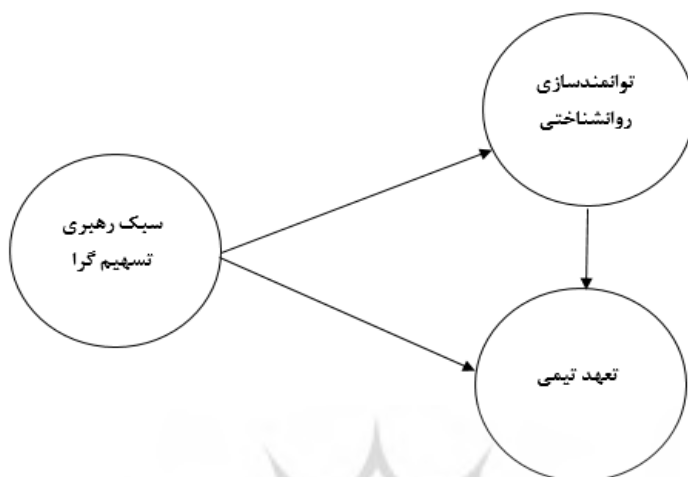 توانمندسازی
روانشناختی
سبک رهبری
تسهیم گرا
تعهد تیمی